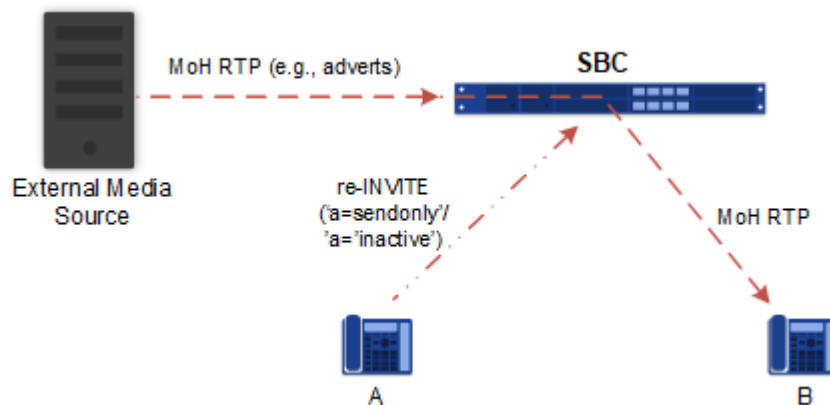 MoH RTP (e.g., adverts)
SBC
External Media
Source
re-INVITE
('a=sendonly'/
'a='inactive')
MoH RTP
A
B